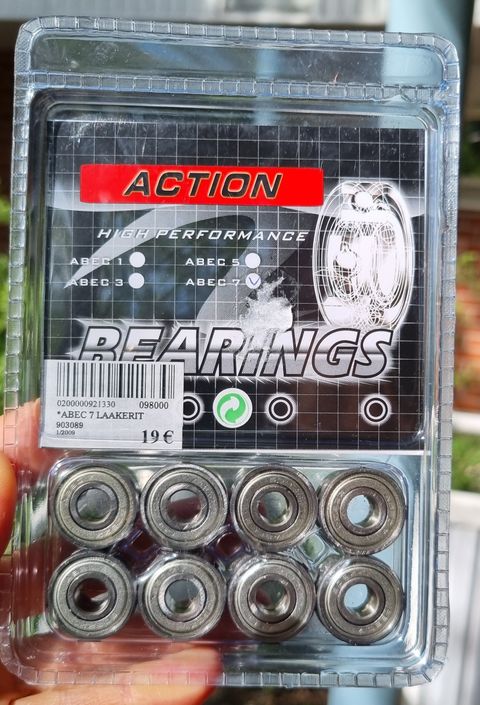 ACTION
HIGH PERFORMANCE
ABEC 1 ABEC 5
ABEC 3 ABEC 7
BEARINGS
0200000921330 098000
*ABEC 7 LAAKERIT
903089
1/2009 19 €